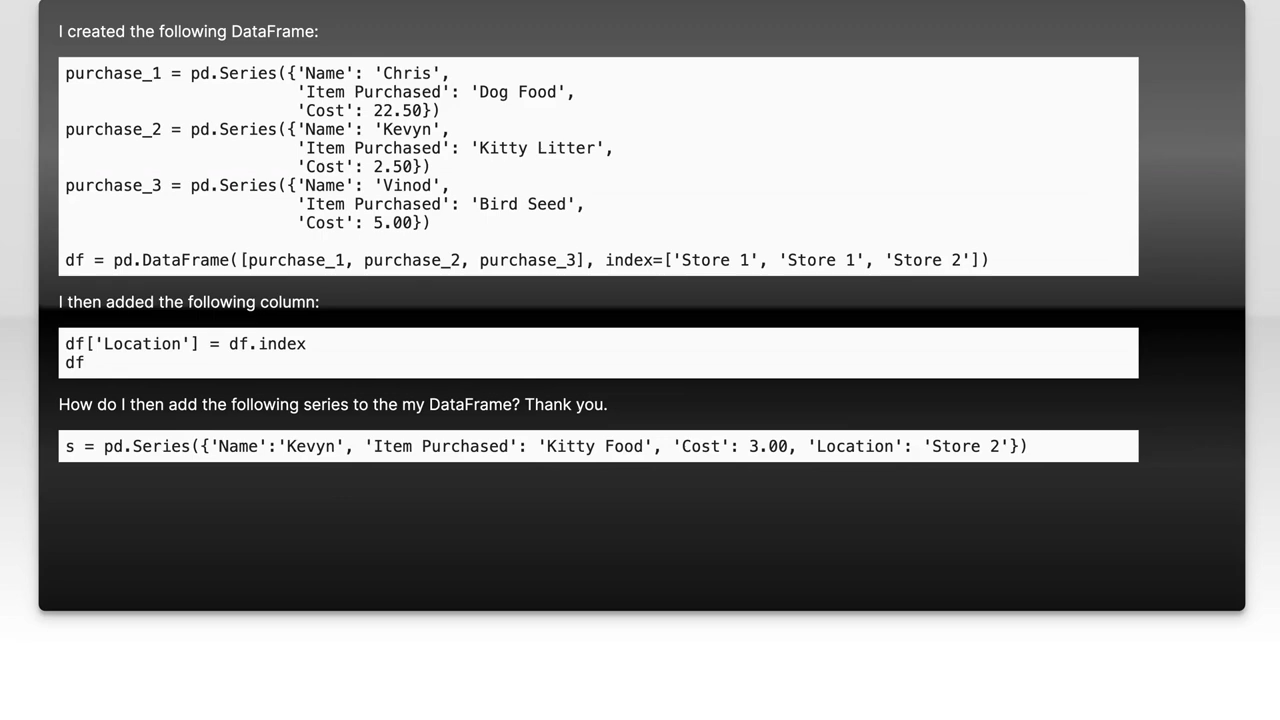 I created the following DataFrame:
purchase_1 = pd.Series({'Name': 'Chris',
                        'Item Purchased': 'Dog Food',
                        'Cost': 22.50})
purchase_2 = pd.Series({'Name': 'Kevyn',
                        'Item Purchased': 'Kitty Litter',
                        'Cost': 2.50})
purchase_3 = pd.Series({'Name': 'Vinod',
                        'Item Purchased': 'Bird Seed',
                        'Cost': 5.00})
df = pd.DataFrame([purchase_1, purchase_2, purchase_3], index=['Store 1', 'Store 1', 'Store 2'])
I then added the following column:
df['Location'] = df.index
df
How do I then add the following series to the my DataFrame? Thank you.
s = pd.Series({'Name':'Kevyn', 'Item Purchased': 'Kitty Food', 'Cost': 3.00, 'Location': 'Store 2'})